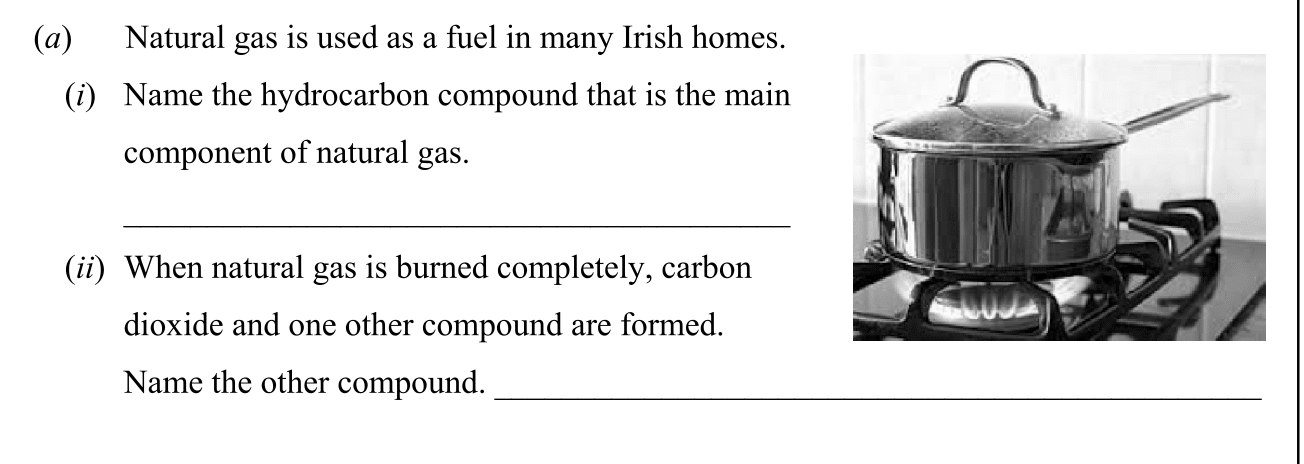 (a) Natural gas is used as a fuel in many Irish homes.
(i) Name the hydrocarbon compound that is the main
component of natural gas.
(ii) When natural gas is burned completely, carbon
dioxide and one other compound are formed.
Name the other compound.